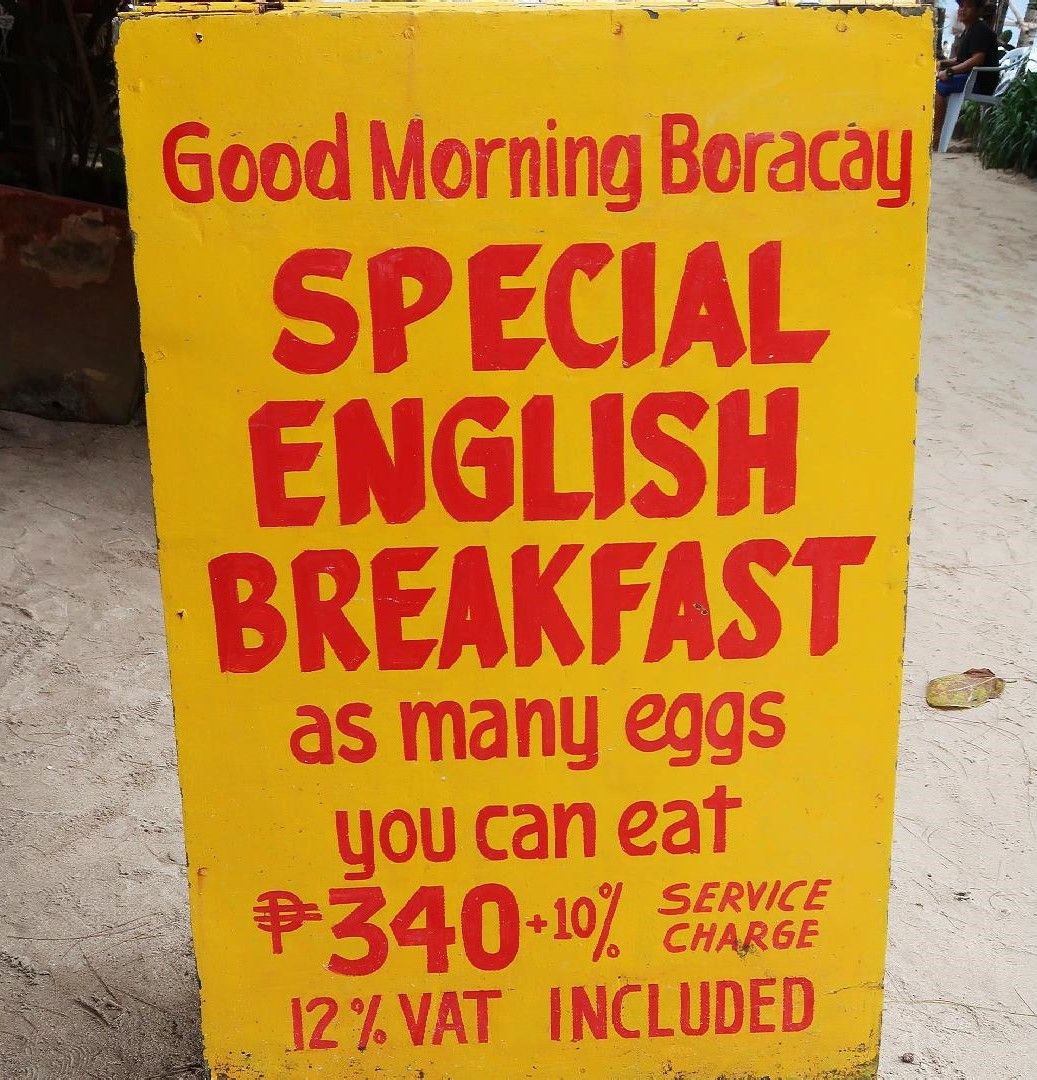 Good Morning Boracay
SPECIAL
ENGLISH
BREAKFAST
as many eggs
you can eat
₱340+10% SERVICE CHARGE
12% VAT INCLUDED